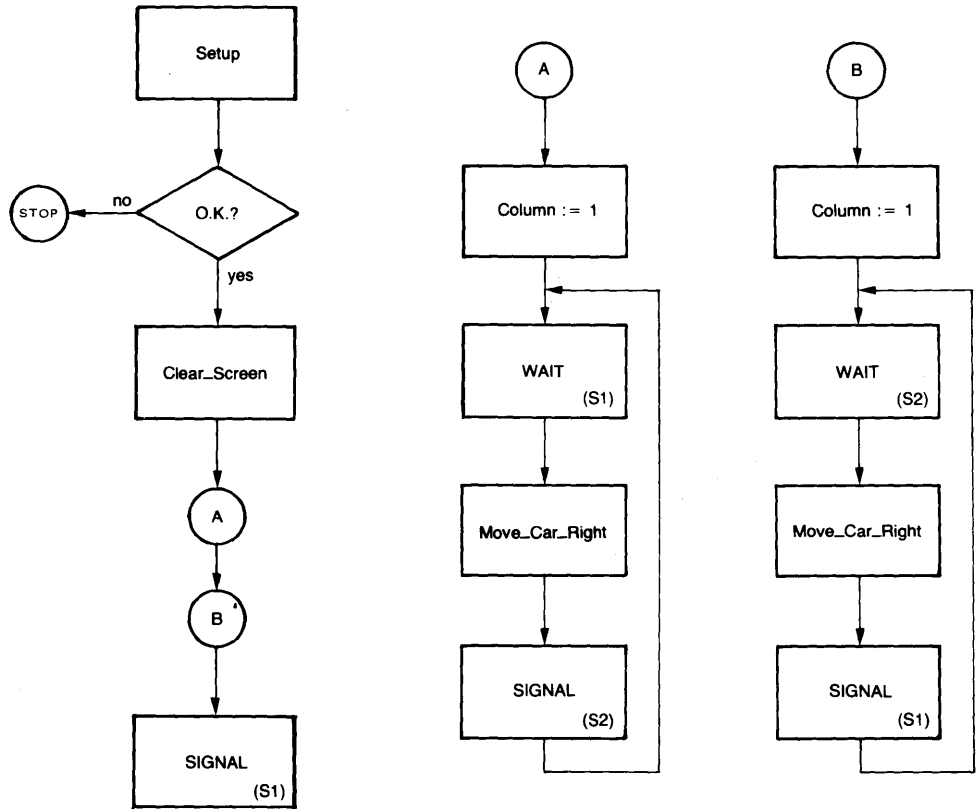 Setup
O.K.?
no
STOP
yes
Clear_Screen
A
B
SIGNAL
(S1)
A
Column := 1
WAIT
(S1)
Move_Car_Right
SIGNAL
(S2)
B
Column := 1
WAIT
(S2)
Move_Car_Right
SIGNAL
(S1)